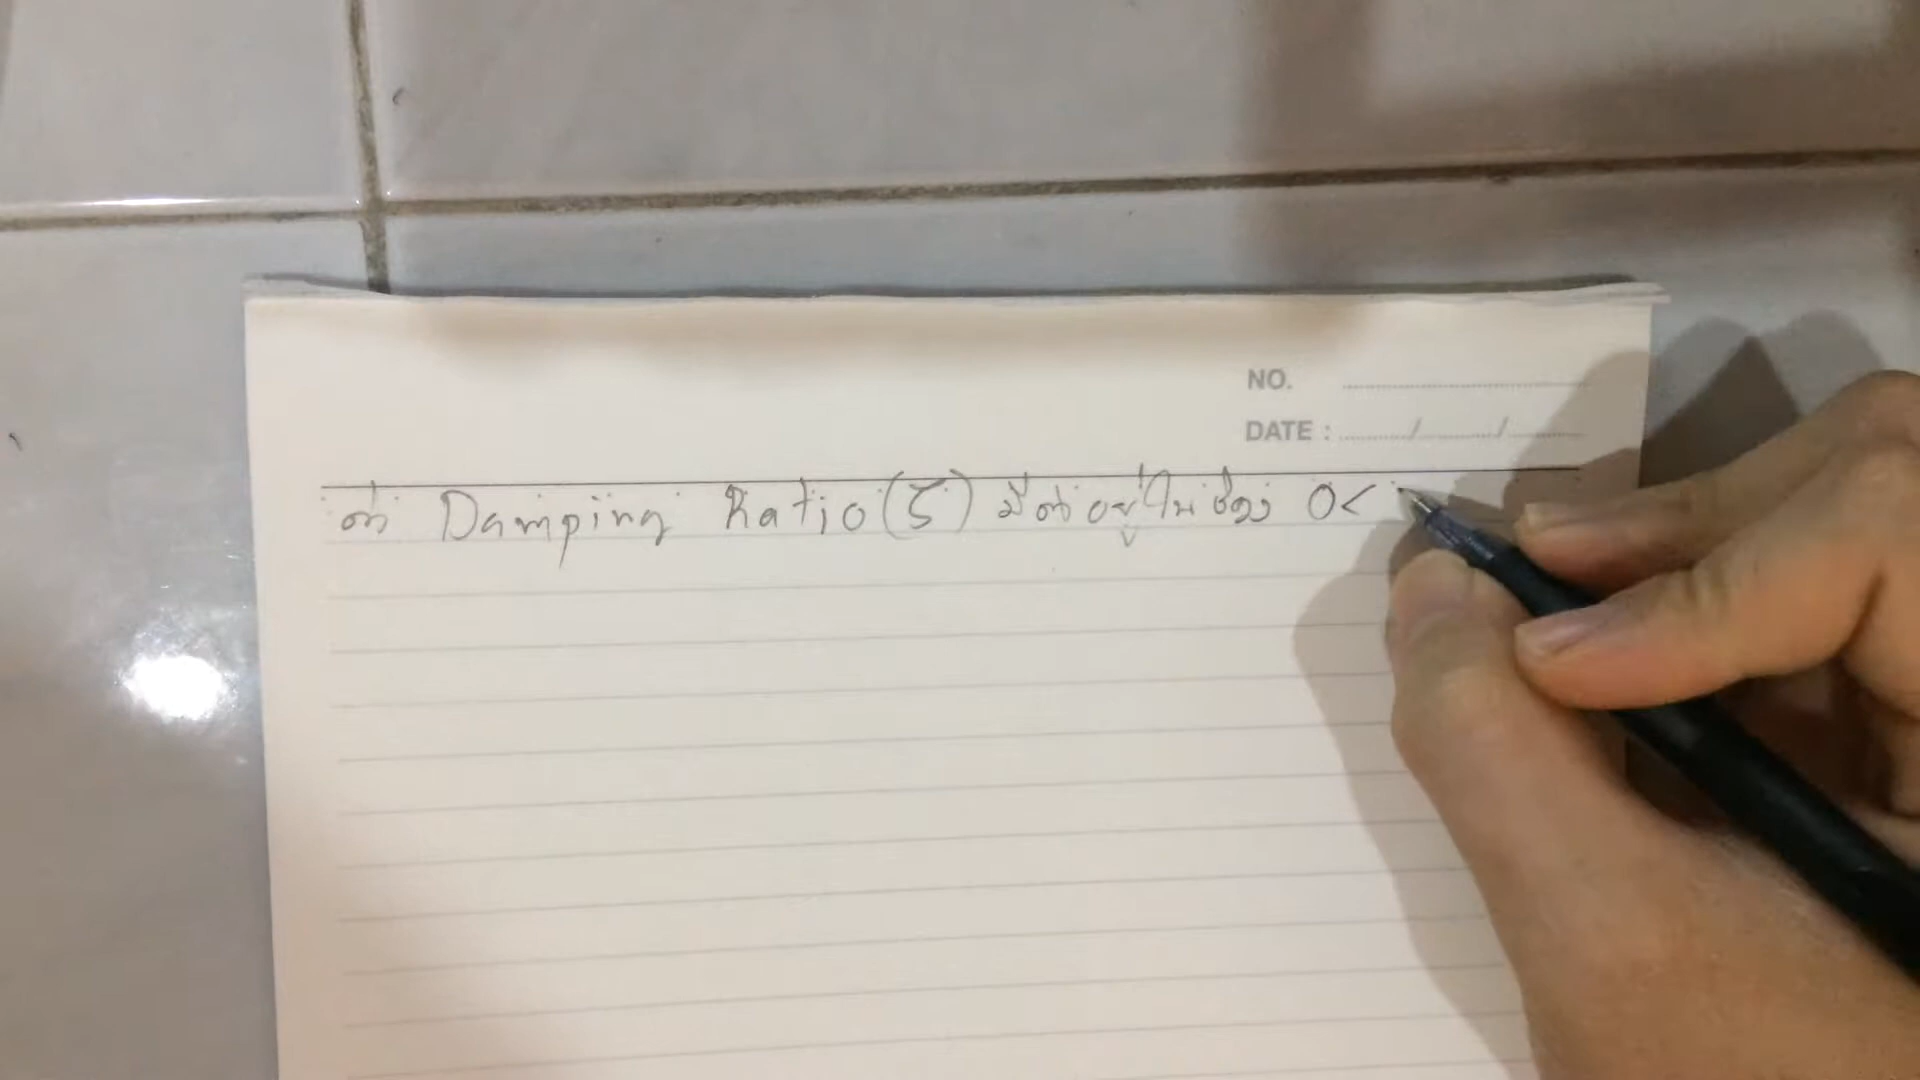 NO.
DATE : / /
ค่า Damping Ratio (ζ) มีค่าอยู่ในช่วง 0<